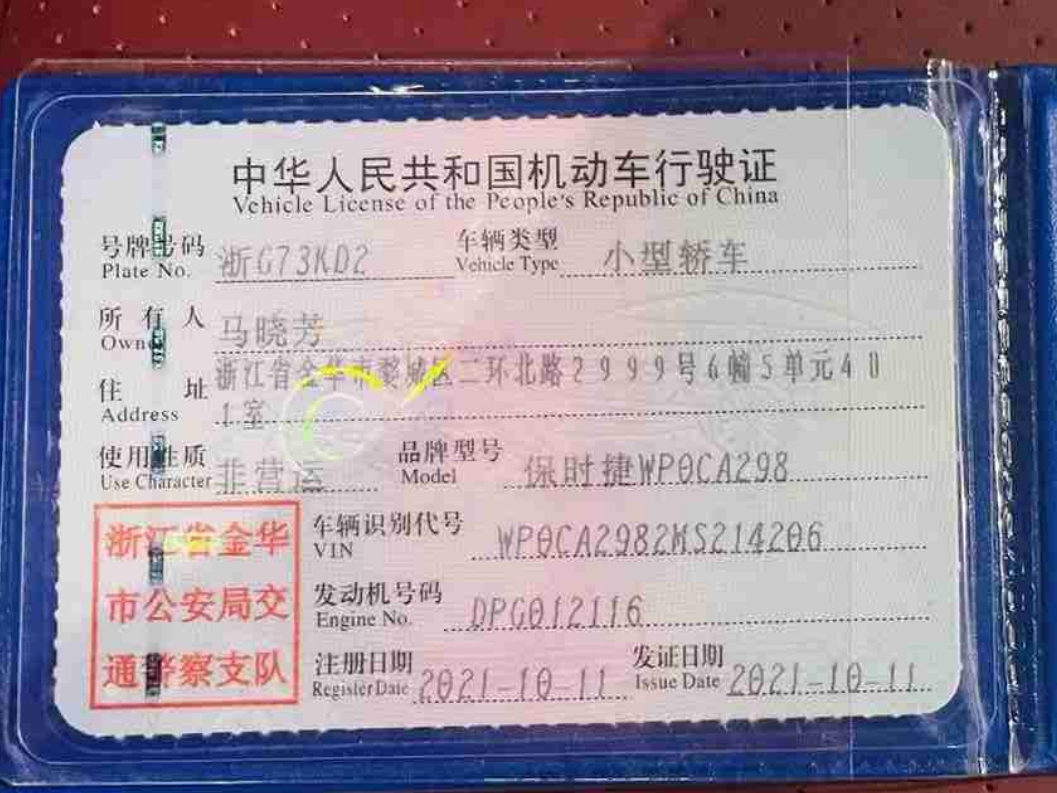 中华人民共和国机动车行驶证
Vehicle License of the People's Republic of China
号牌号码 浙G73KD2 车辆类型 小型轿车
Plate No. Vehicle Type
所有人 马晓芳
Owner
浙江省金华市婺城区二环北路2999号6幢5单元40
住址 1室
Address
使用性质 非营运 品牌型号 保时捷WP0CA298
Use Character Model
浙江省金华 车辆识别代号 WP0CA2982MS214206
VIN
市公安局交 发动机号码 DPG012116
Engine No.
通警察支队 注册日期 2021-10-11 发证日期 2021-10-11
Register Date Issue Date